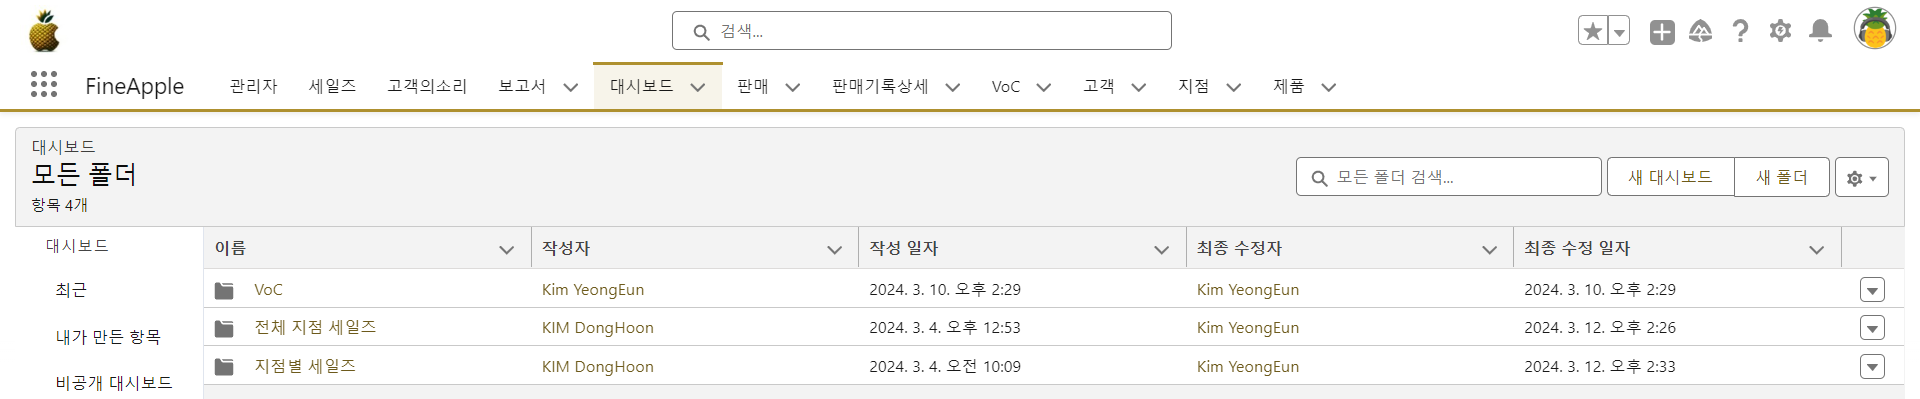 검색...
FineApple 관리자 세일즈 고객의소리 보고서 대시보드 판매 판매기록상세 VoC 고객 지점 제품
대시보드
모든 폴더
항목 4개
모든 폴더 검색... 새 대시보드 새 폴더
대시보드
최근
내가 만든 항목
비공개 대시보드
이름 작성자 작성 일자 최종 수정자 최종 수정 일자
VoC Kim YeongEun 2024. 3. 10. 오후 2:29 Kim YeongEun 2024. 3. 10. 오후 2:29
전체 지점 세일즈 KIM DongHoon 2024. 3. 4. 오후 12:53 Kim YeongEun 2024. 3. 12. 오후 2:26
지점별 세일즈 KIM DongHoon 2024. 3. 4. 오전 10:09 Kim YeongEun 2024. 3. 12. 오후 2:33